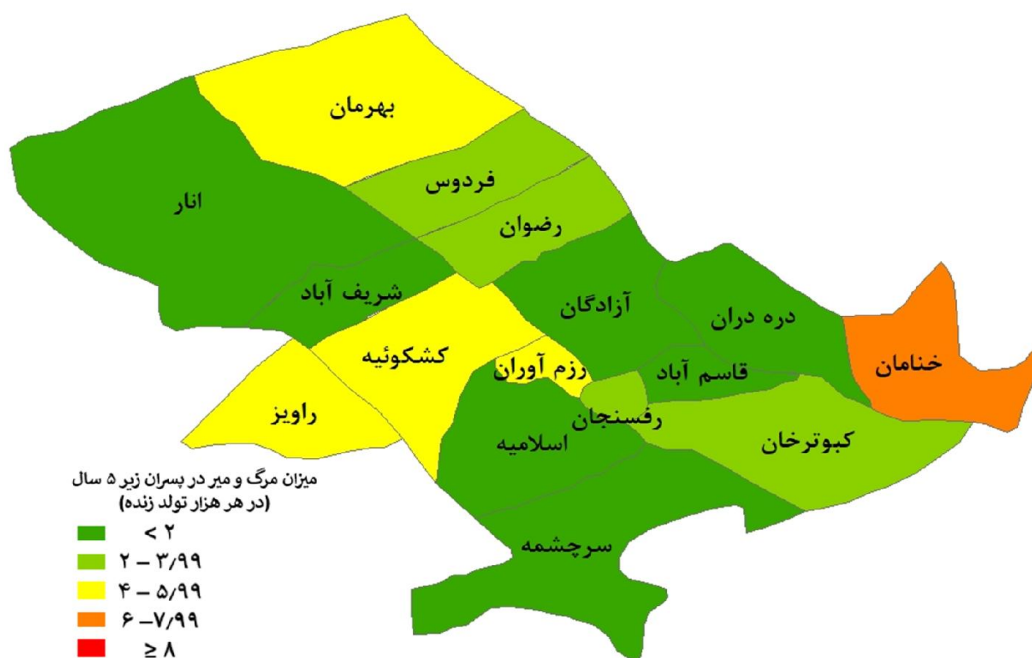 بهرمان
فردوس
انار
رضوان
شریف آباد
آزادگان
دره دران
کشکوئیه
رزم آوران
قاسم آباد
خنامان
راویز
رفسنجان
اسلامیه
کبوترخان
سرچشمه
میزان مرگ و میر در پسران زیر ۵ سال
(در هر هزار تولد زنده)
< ۲
۲ – ۳/۹۹
۴ – ۵/۹۹
۶ –۷/۹۹
≥ ۸